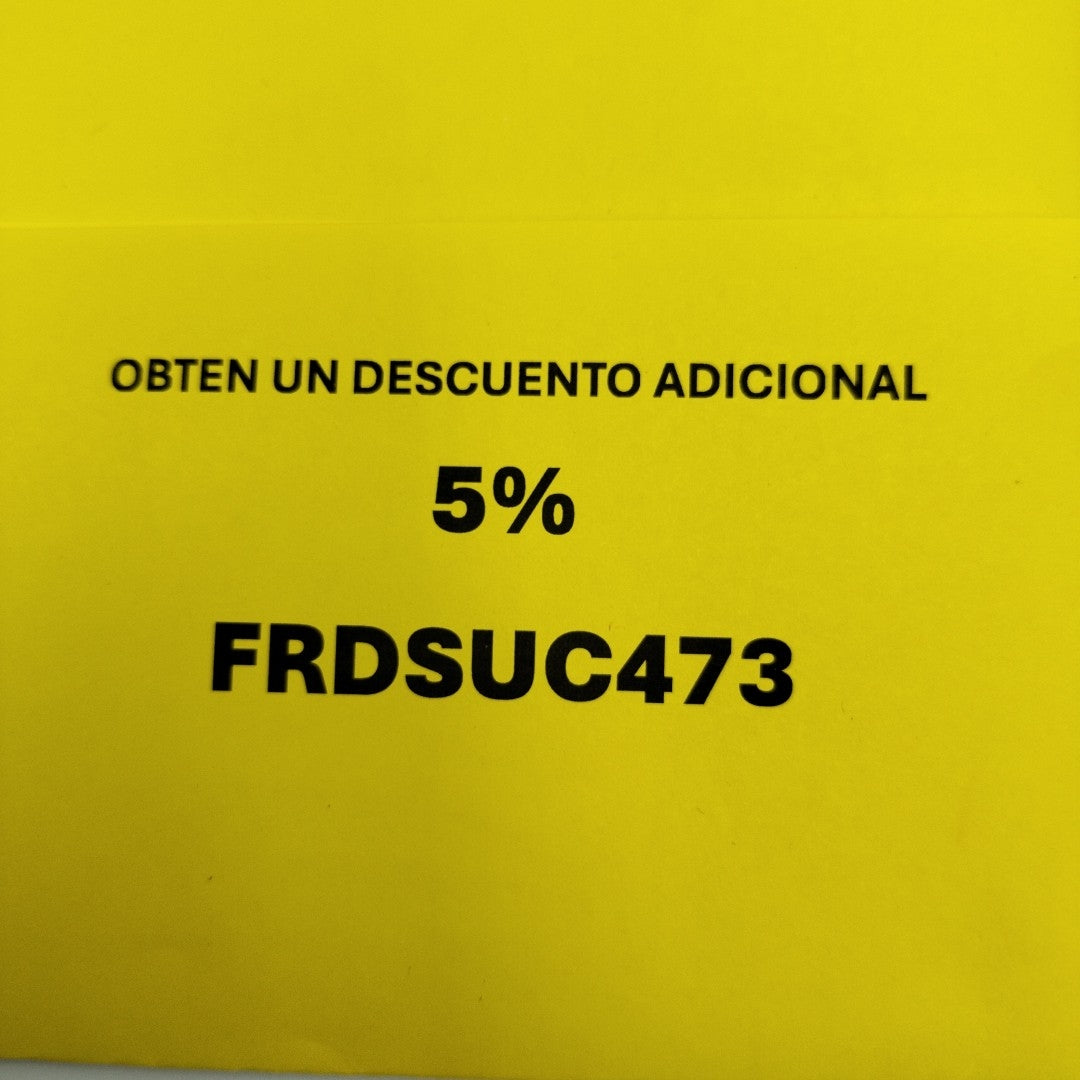 OBTEN UN DESCUENTO ADICIONAL
5%
FRDSUC473